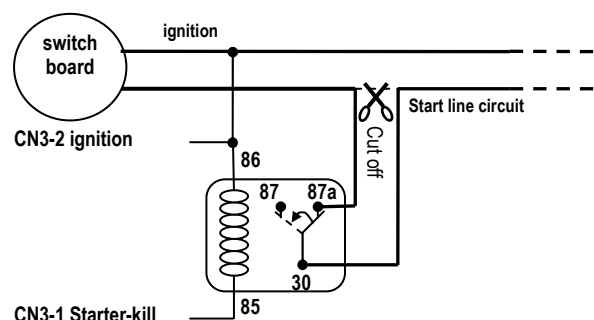 ignition
switch
board
Start line circuit
Cut off
CN3-2 ignition
86
87
87a
30
85
CN3-1 Starter-kill